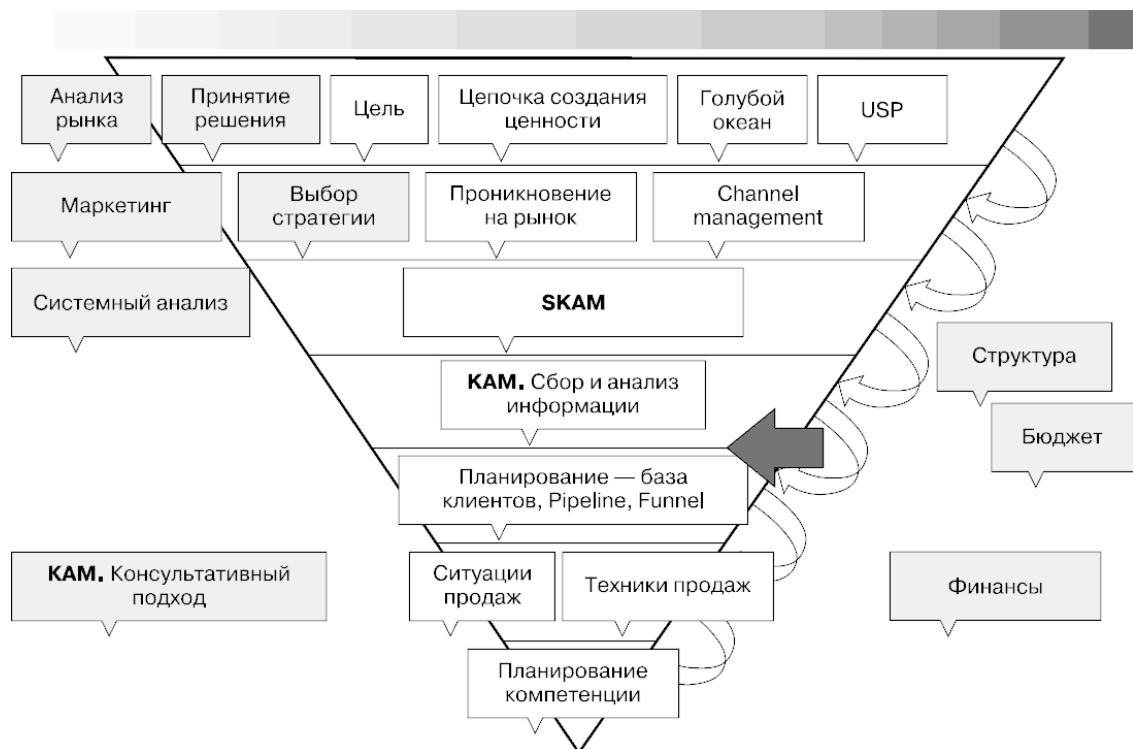 Анализ
рынка
Принятие
решения
Цель
Цепочка создания
ценности
Голубой
океан
USP
Маркетинг
Выбор
стратегии
Проникновение
на рынок
Channel
management
Системный анализ
SKAM
Структура
КАМ. Сбор и анализ
информации
Бюджет
Планирование — база
клиентов, Pipeline, Funnel
КАМ. Консультативный
подход
Ситуации
продаж
Техники продаж
Финансы
Планирование
компетенции